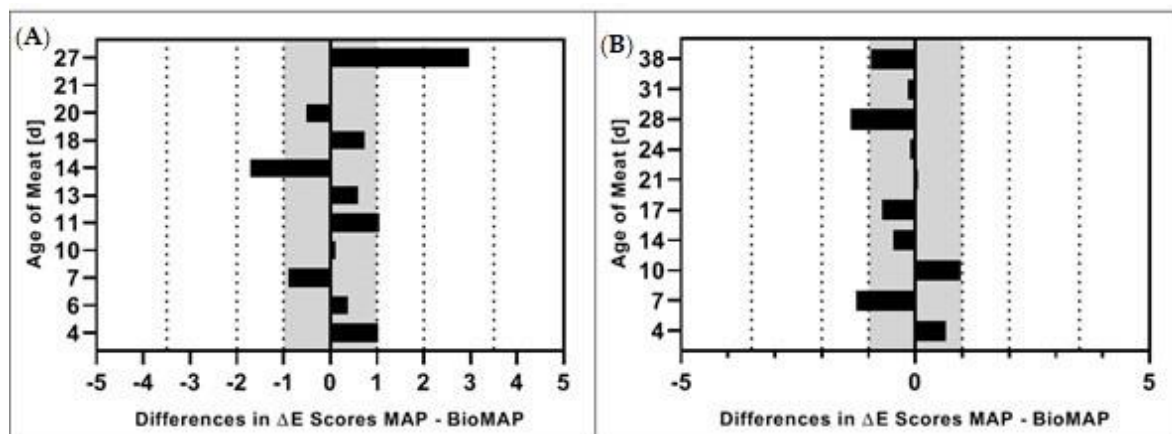 (A)
Age of Meat [d]
27
21
20
18
14
13
11
10
7
6
4
-5 -4 -3 -2 -1 0 1 2 3 4 5
Differences in ΔE Scores MAP - BioMAP
(B)
Age of Meat [d]
38
31
28
24
21
17
14
10
7
4
-5 0 5
Differences in ΔE Scores MAP - BioMAP